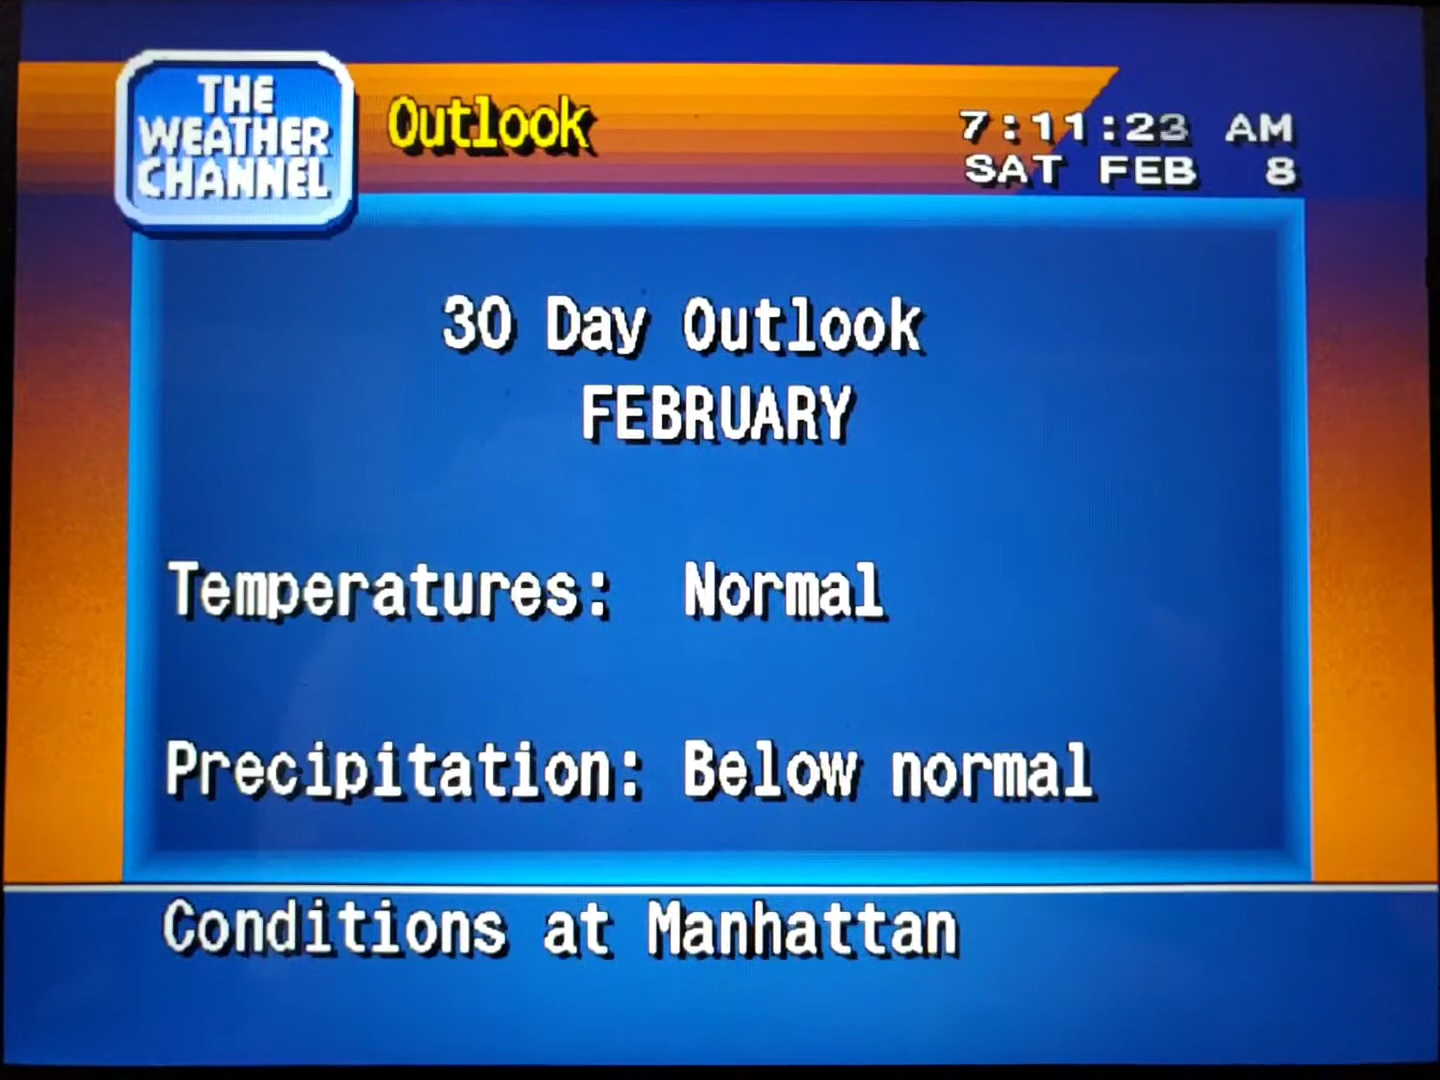 THE
WEATHER
CHANNEL
Outlook
7:11:23 AM
SAT FEB 8
30 Day Outlook
FEBRUARY
Temperatures: Normal
Precipitation: Below normal
Conditions at Manhattan